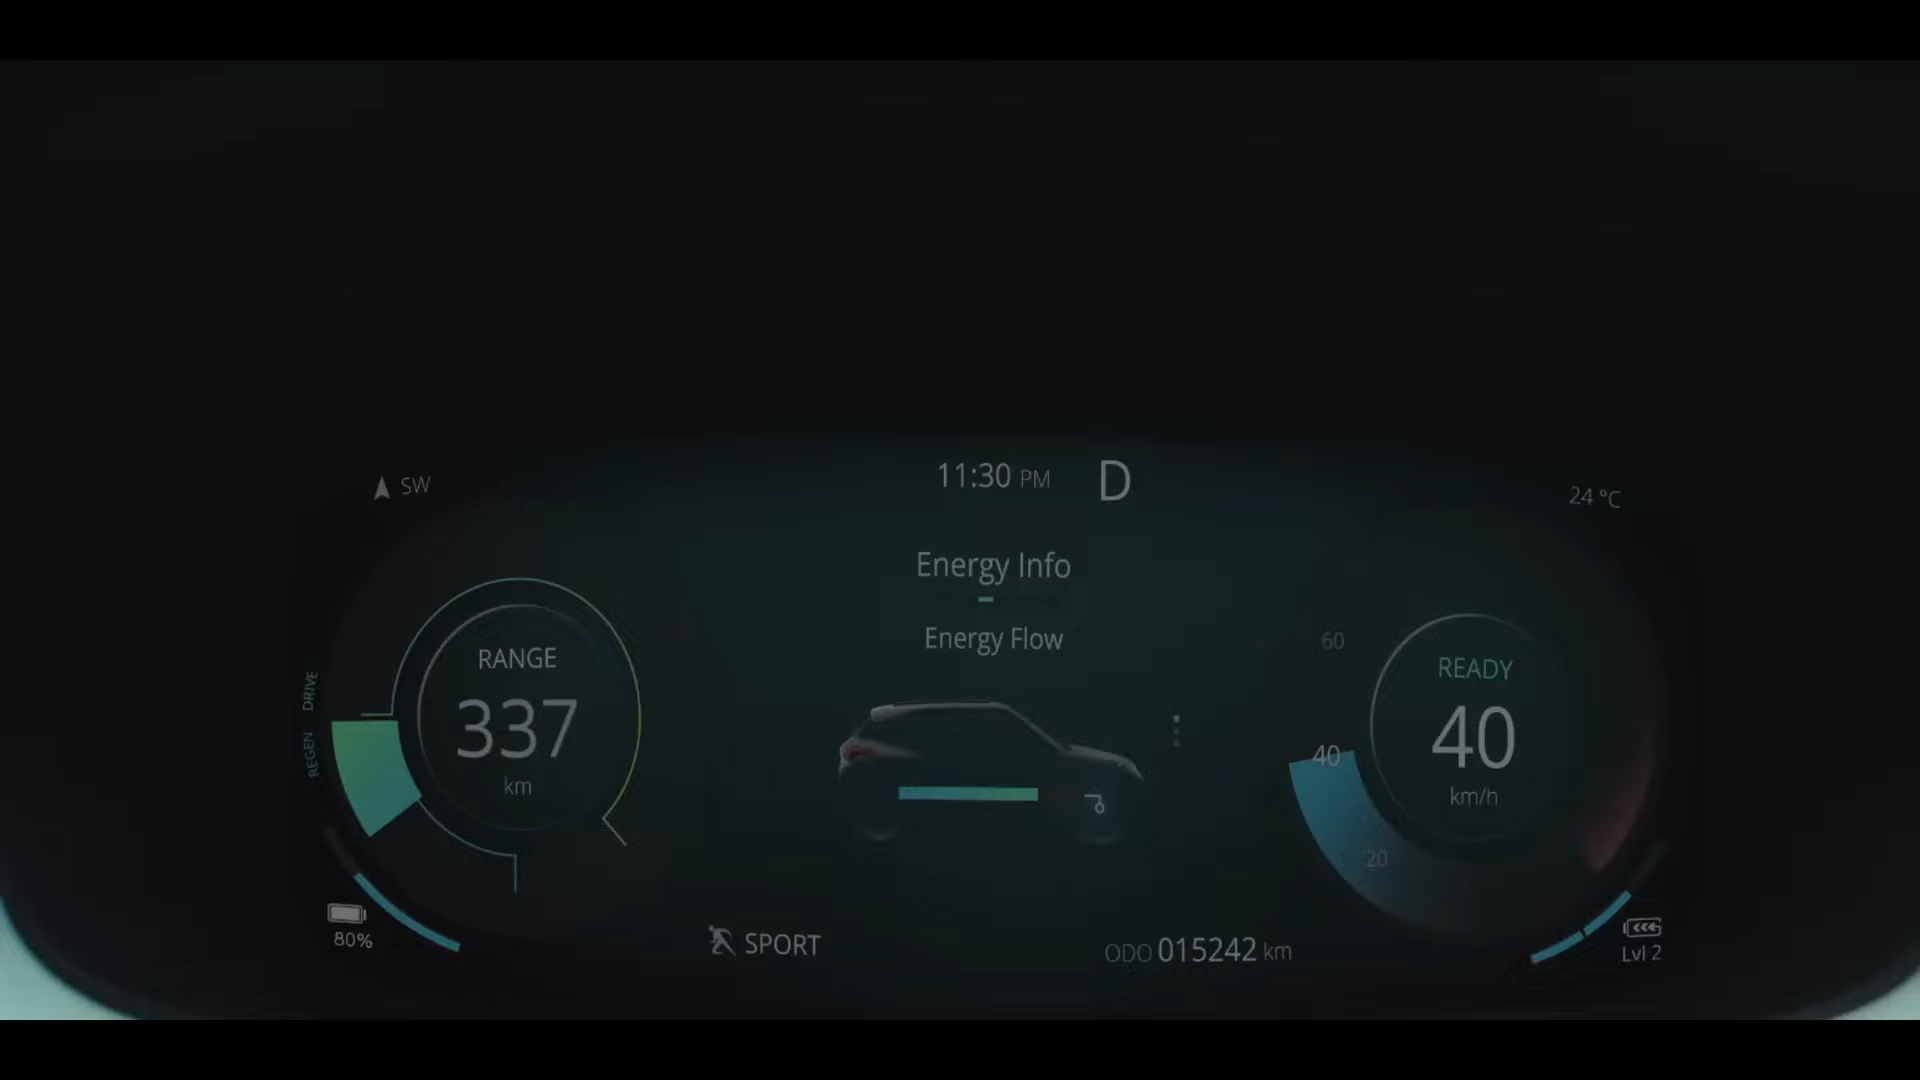 SW
11:30 PM D
24 °C
Energy Info
Energy Flow
DRIVE
REGEN
RANGE
337
km
60
40
20
READY
40
km/h
80%
SPORT
ODO 015242 km
Lvl 2